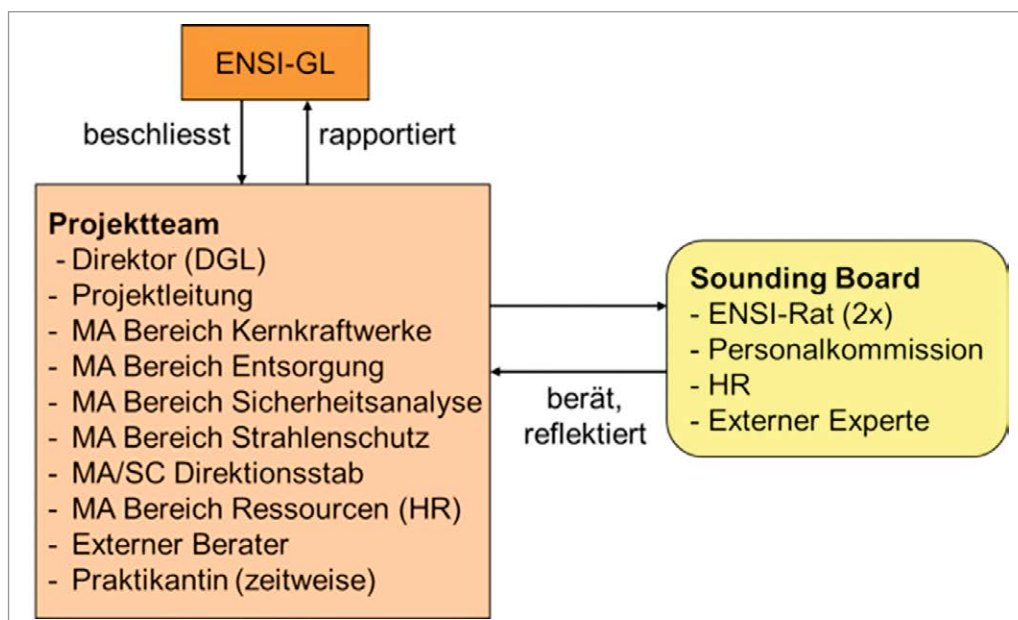 ENSI-GL
beschliesst
rapportiert
Projektteam
- Direktor (DGL)
- Projektleitung
- MA Bereich Kernkraftwerke
- MA Bereich Entsorgung
- MA Bereich Sicherheitsanalyse
- MA Bereich Strahlenschutz
- MA/SC Direktionsstab
- MA Bereich Ressourcen (HR)
- Externer Berater
- Praktikantin (zeitweise)
berät,
reflektiert
Sounding Board
- ENSI-Rat (2x)
- Personalkommission
- HR
- Externer Experte